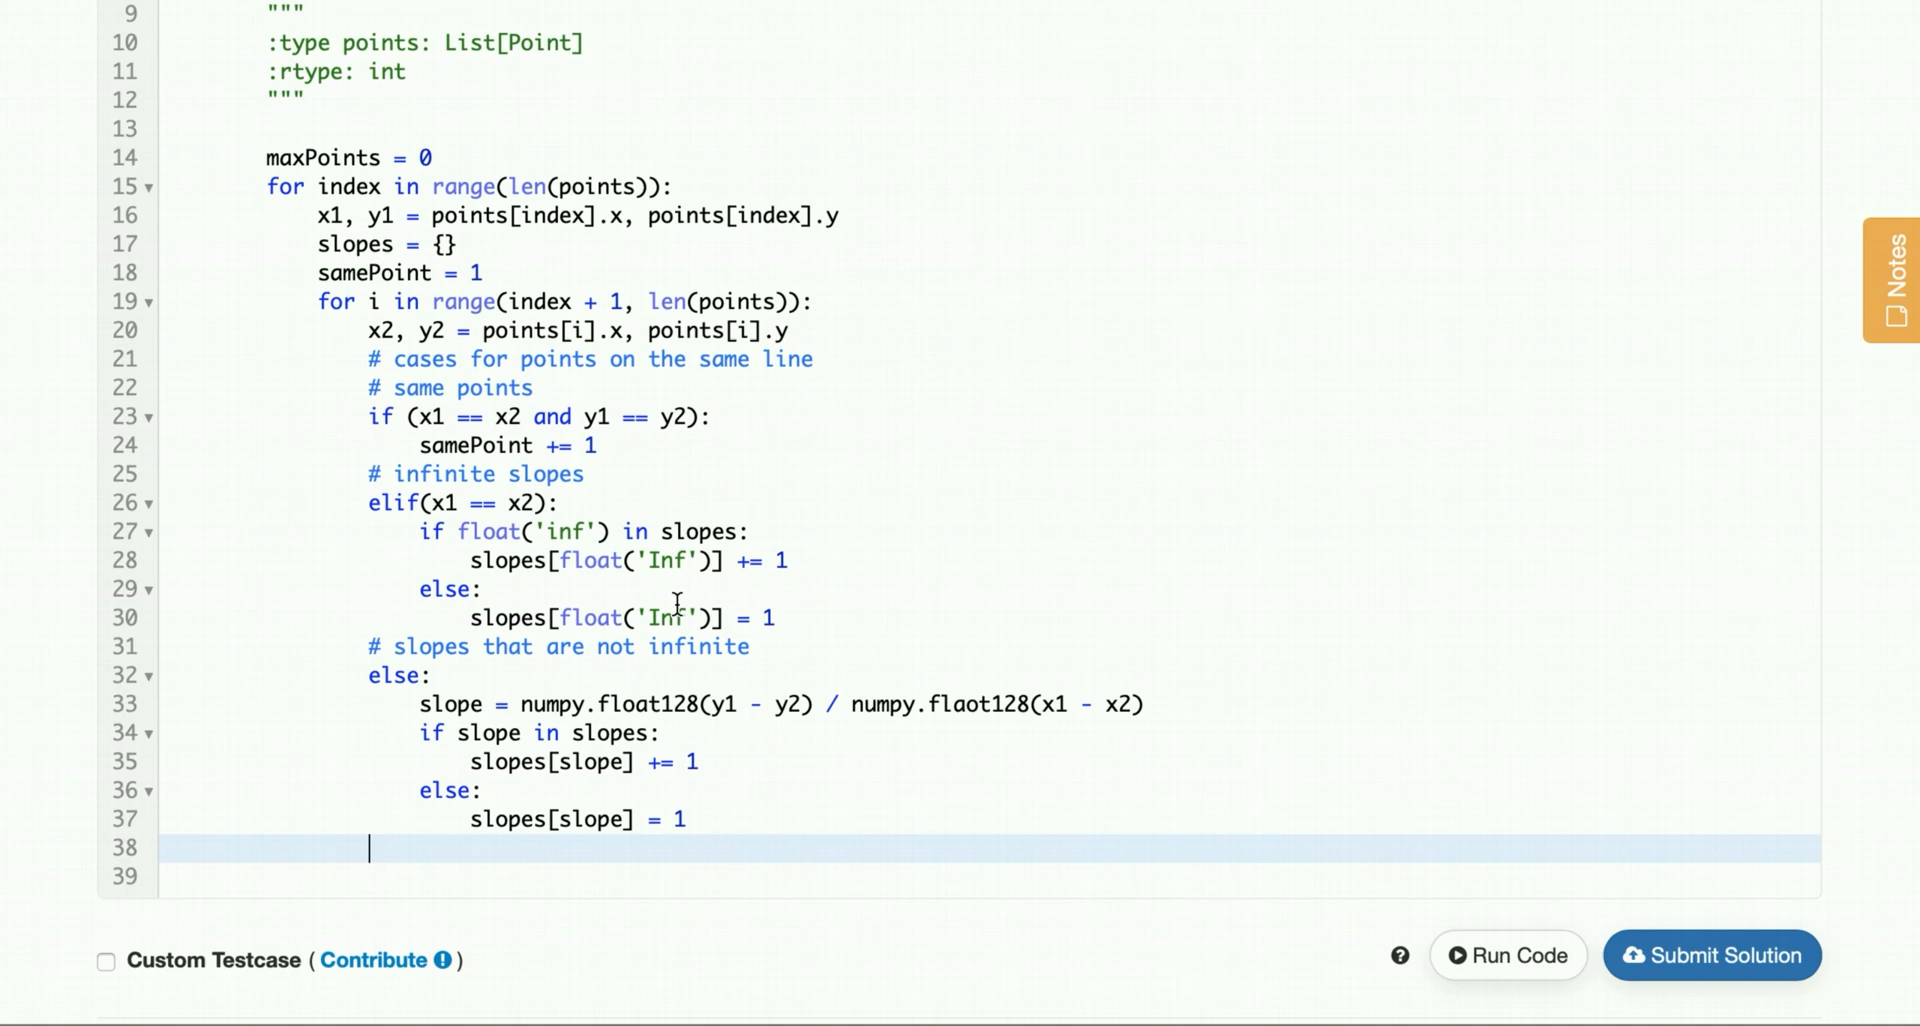 9 """
10 :type points: List[Point]
11 :rtype: int
12 """
13
14 maxPoints = 0
15 for index in range(len(points)):
16 x1, y1 = points[index].x, points[index].y
17 slopes = {}
18 samePoint = 1
19 for i in range(index + 1, len(points)):
20 x2, y2 = points[i].x, points[i].y
21 # cases for points on the same line
22 # same points
23 if (x1 == x2 and y1 == y2):
24 samePoint += 1
25 # infinite slopes
26 elif(x1 == x2):
27 if float('inf') in slopes:
28 slopes[float('Inf')] += 1
29 else:
30 slopes[float('Inf')] = 1
31 # slopes that are not infinite
32 else:
33 slope = numpy.float128(y1 - y2) / numpy.flaot128(x1 - x2)
34 if slope in slopes:
35 slopes[slope] += 1
36 else:
37 slopes[slope] = 1
38
39
Notes
Custom Testcase ( Contribute ! )
? Run Code Submit Solution